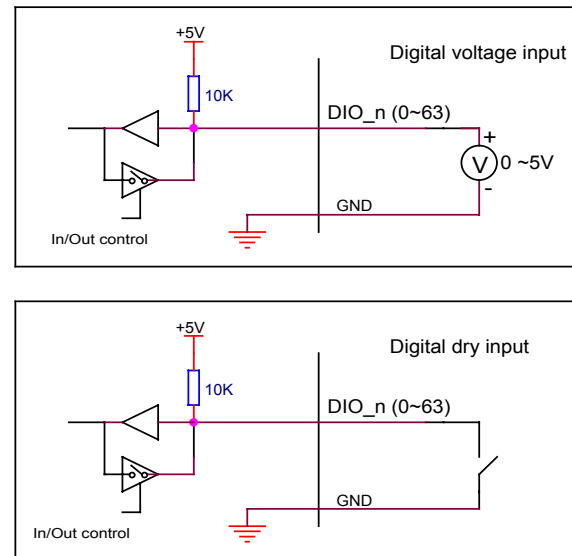 +5V
Digital voltage input
10K
DIO_n (0~63)
+
V 0 ~5V
-
GND
In/Out control
+5V
Digital dry input
10K
DIO_n (0~63)
GND
In/Out control